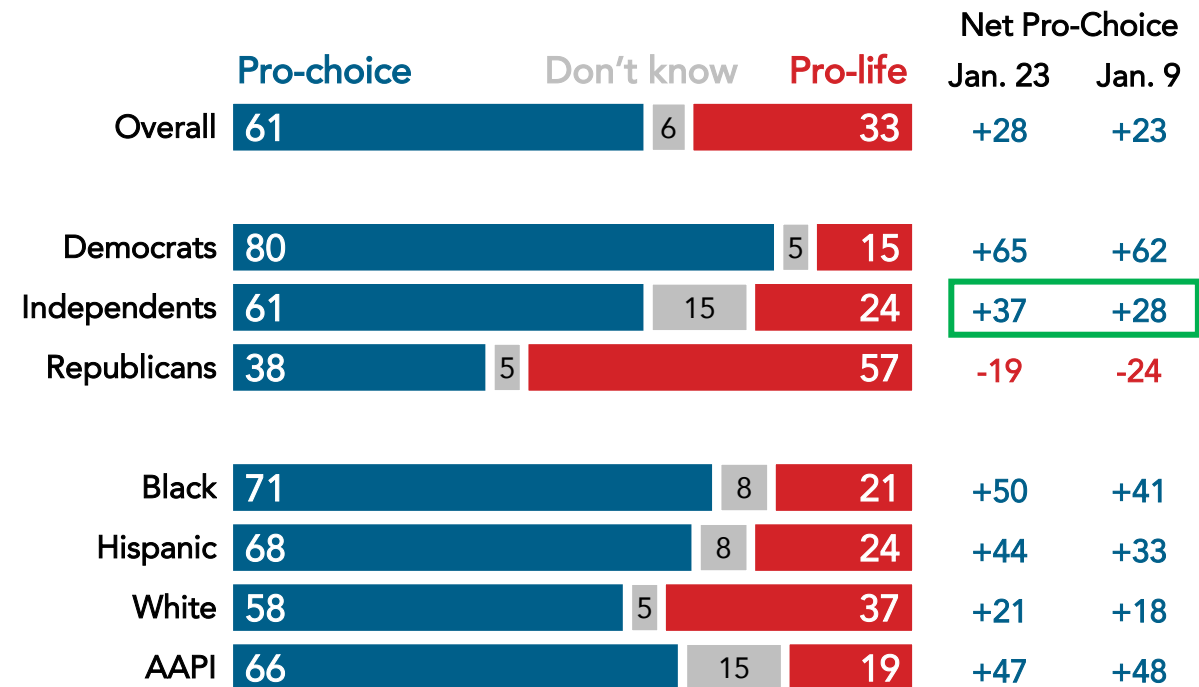 Net Pro-Choice
Pro-choice Don't know Pro-life Jan. 23 Jan. 9
Overall 61 6 33 +28 +23
Democrats 80 5 15 +65 +62
Independents 61 15 24 +37 +28
Republicans 38 5 57 -19 -24
Black 71 8 21 +50 +41
Hispanic 68 8 24 +44 +33
White 58 5 37 +21 +18
AAPI 66 15 19 +47 +48